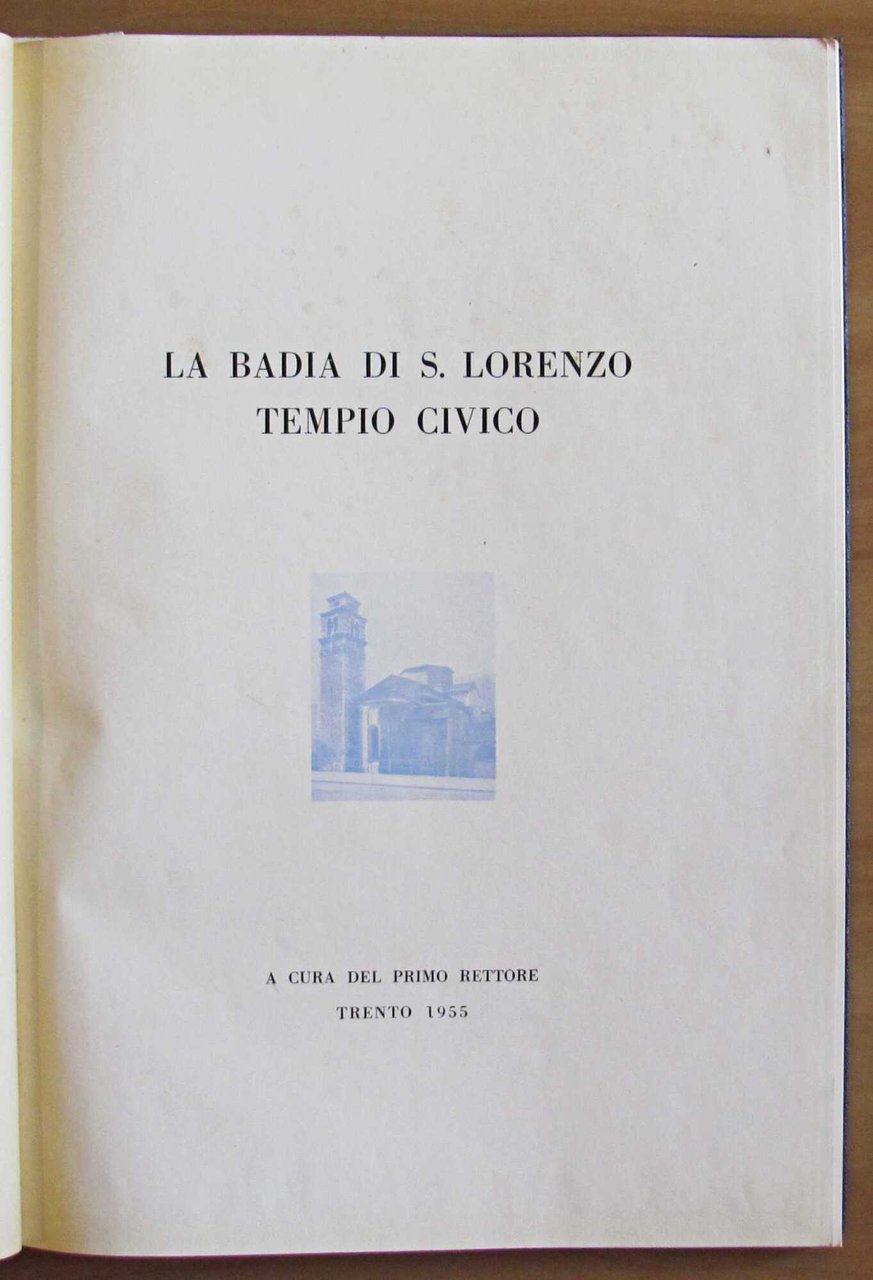 LA BADIA DI S. LORENZO
TEMPIO CIVICO
A CURA DEL PRIMO RETTORE
TRENTO 1955